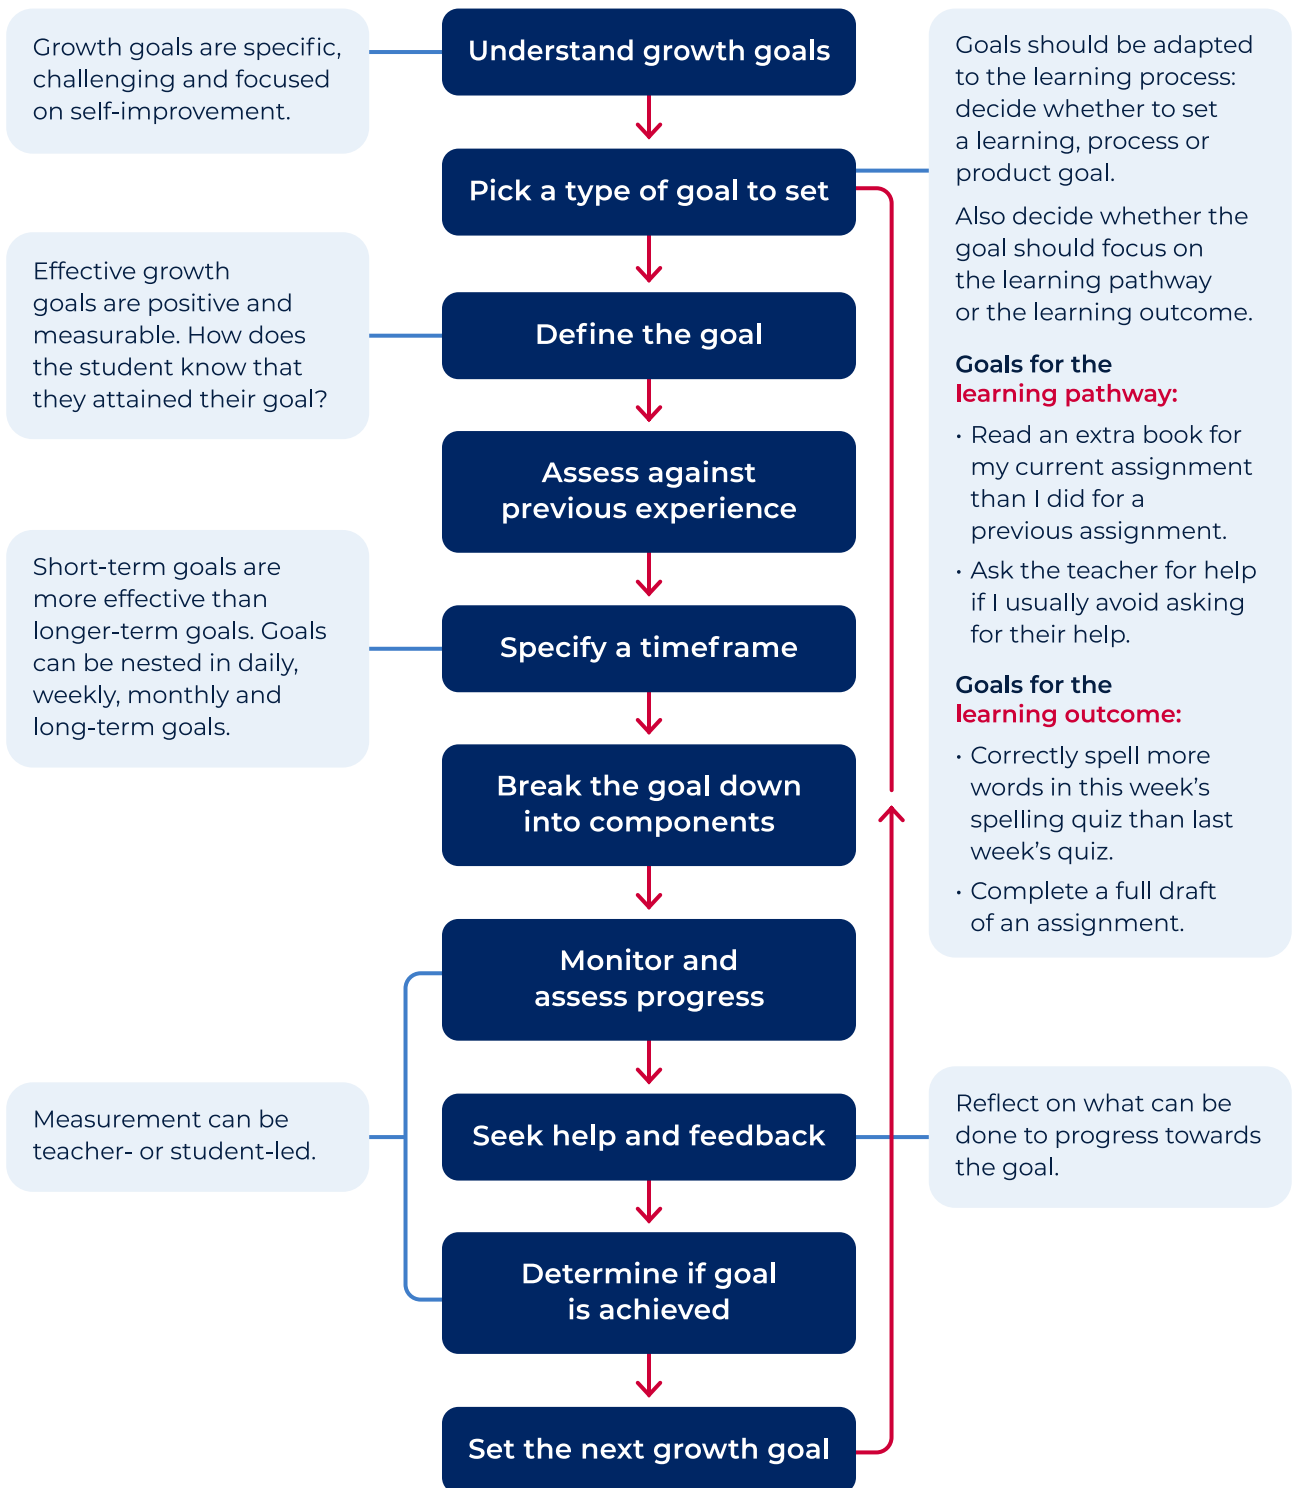 Understand growth goals
Growth goals are specific,
challenging and focused
on self-improvement.
Pick a type of goal to set
Goals should be adapted
to the learning process:
decide whether to set
a learning, process or
product goal.
Also decide whether the
goal should focus on
the learning pathway
or the learning outcome.
Goals for the
learning pathway:
· Read an extra book for
my current assignment
than I did for a
previous assignment.
· Ask the teacher for help
if I usually avoid asking
for their help.
Goals for the
learning outcome:
· Correctly spell more
words in this week’s
spelling quiz than last
week’s quiz.
· Complete a full draft
of an assignment.
Define the goal
Effective growth
goals are positive and
measurable. How does
the student know that
they attained their goal?
Assess against
previous experience
Specify a timeframe
Short-term goals are
more effective than
longer-term goals. Goals
can be nested in daily,
weekly, monthly and
long-term goals.
Break the goal down
into components
Monitor and
assess progress
Measurement can be
teacher- or student-led.
Seek help and feedback
Reflect on what can be
done to progress towards
the goal.
Determine if goal
is achieved
Set the next growth goal